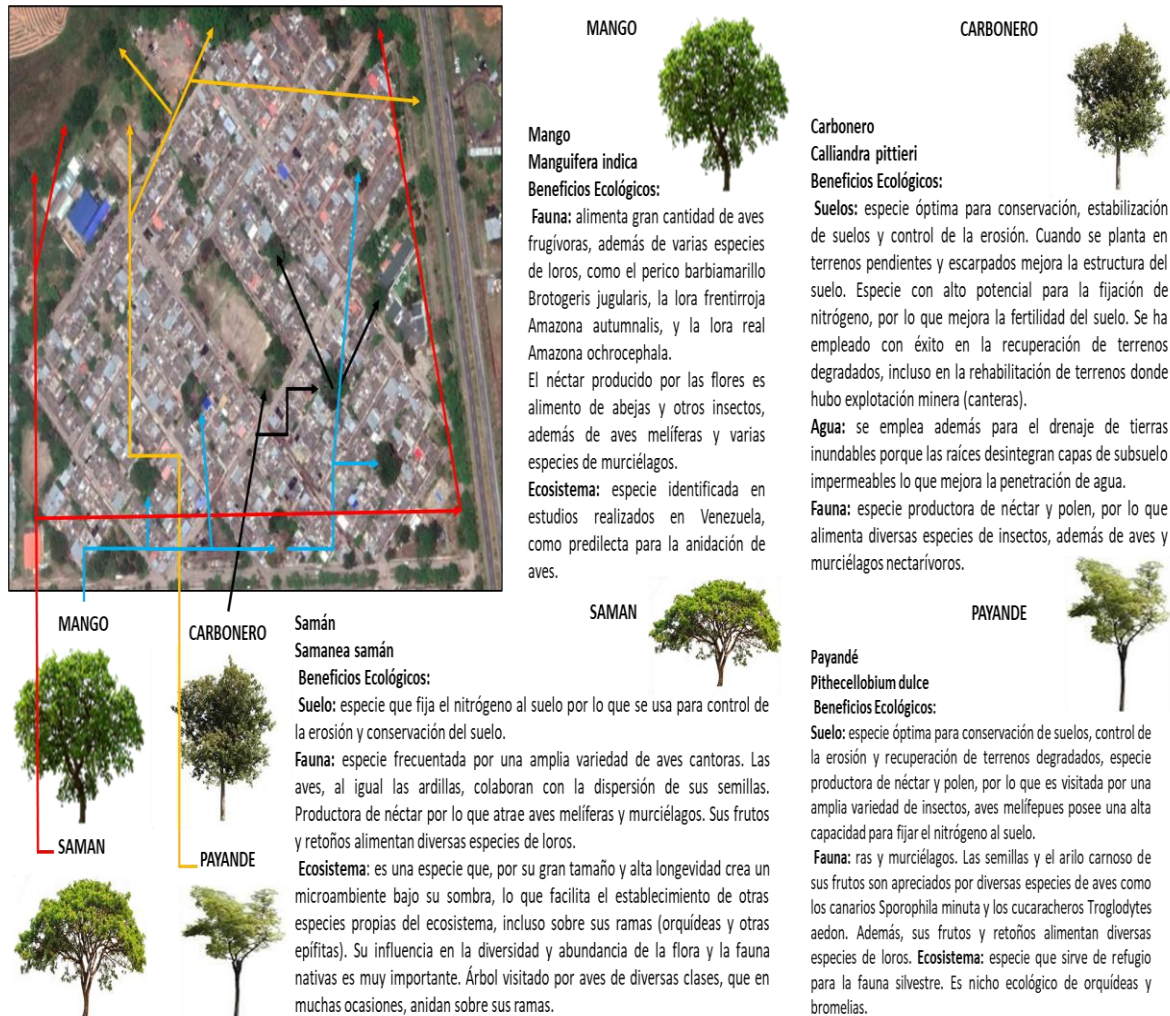 MANGO
Mango
Manguifera indica
Beneficios Ecológicos:
Fauna: alimenta gran cantidad de aves
frugívoras, además de varias especies
de loros, como el perico barbiamarillo
Brotogeris jugularis, la lora frentirroja
Amazona autumnalis, y la lora real
Amazona ochrocephala.
El néctar producido por las flores es
alimento de abejas y otros insectos,
además de aves melíferas y varias
especies de murciélagos.
Ecosistema: especie identificada en
estudios realizados en Venezuela,
como predilecta para la anidación de
aves.
CARBONERO
Carbonero
Calliandra pittieri
Beneficios Ecológicos:
Suelos: especie óptima para conservación, estabilización
de suelos y control de la erosión. Cuando se planta en
terrenos pendientes y escarpados mejora la estructura del
suelo. Especie con alto potencial para la fijación de
nitrógeno, por lo que mejora la fertilidad del suelo. Se ha
empleado con éxito en la recuperación de terrenos
degradados, incluso en la rehabilitación de terrenos donde
hubo explotación minera (canteras).
Agua: se emplea además para el drenaje de tierras
inundables porque las raíces desintegran capas de subsuelo
impermeables lo que mejora la penetración de agua.
Fauna: especie productora de néctar y polen, por lo que
alimenta diversas especies de insectos, además de aves y
murciélagos nectarívoros.
MANGO
CARBONERO
SAMAN
PAYANDE
SAMAN
Samán
Samanea samán
Beneficios Ecológicos:
Suelo: especie que fija el nitrógeno al suelo por lo que se usa para control de
la erosión y conservación del suelo.
Fauna: especie frecuentada por una amplia variedad de aves cantoras. Las
aves, al igual las ardillas, colaboran con la dispersión de sus semillas.
Productora de néctar por lo que atrae aves melíferas y murciélagos. Sus frutos
y retoños alimentan diversas especies de loros.
Ecosistema: es una especie que, por su gran tamaño y alta longevidad crea un
microambiente bajo su sombra, lo que facilita el establecimiento de otras
especies propias del ecosistema, incluso sobre sus ramas (orquídeas y otras
epífitas). Su influencia en la diversidad y abundancia de la flora y la fauna
nativas es muy importante. Árbol visitado por aves de diversas clases, que en
muchas ocasiones, anidan sobre sus ramas.
PAYANDE
Payandé
Pithecellobium dulce
Beneficios Ecológicos:
Suelo: especie óptima para conservación de suelos, control de
la erosión y recuperación de terrenos degradados, especie
productora de néctar y polen, por lo que es visitada por una
amplia variedad de insectos, aves melífepues posee una alta
capacidad para fijar el nitrógeno al suelo.
Fauna: ras y murciélagos. Las semillas y el arilo carnoso de
sus frutos son apreciados por diversas especies de aves como
los canarios Sporophila minuta y los cucaracheros Troglodytes
aedon. Además, sus frutos y retoños alimentan diversas
especies de loros. Ecosistema: especie que sirve de refugio
para la fauna silvestre. Es nicho ecológico de orquídeas y
bromelias.